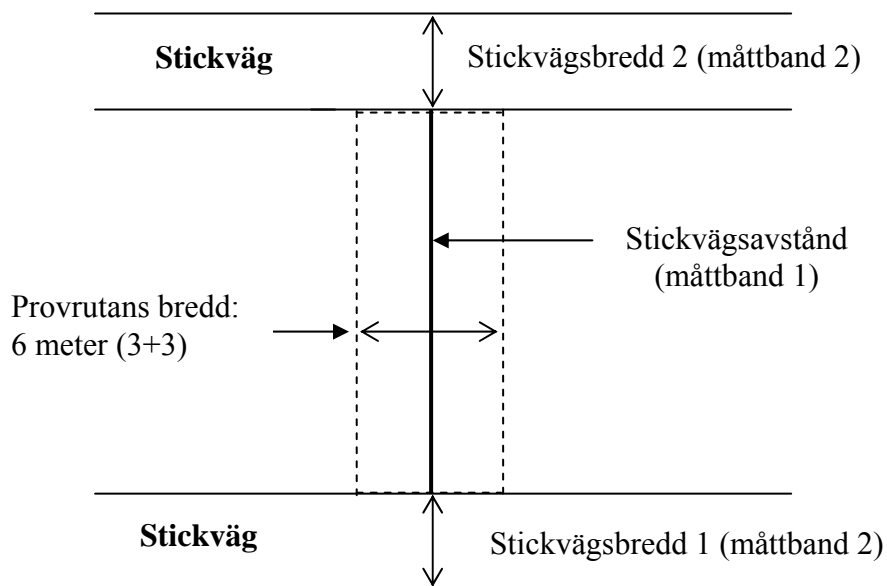 Stickväg
Stickvägsbredd 2 (måttband 2)
Stickvägsavstånd
(måttband 1)
Provrutans bredd:
6 meter (3+3)
Stickväg
Stickvägsbredd 1 (måttband 2)